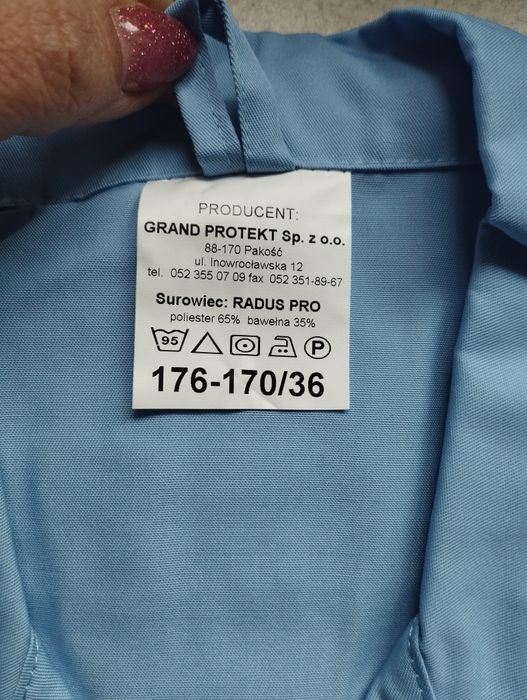 PRODUCENT:
GRAND PROTEKT Sp. z o.o.
88-170 Pakość
ul. Inowrocławska 12
tel. 052 355 07 09 fax 052 351-89-67
Surowiec: RADUS PRO
poliester 65% bawełna 35%
95 P
176-170/36